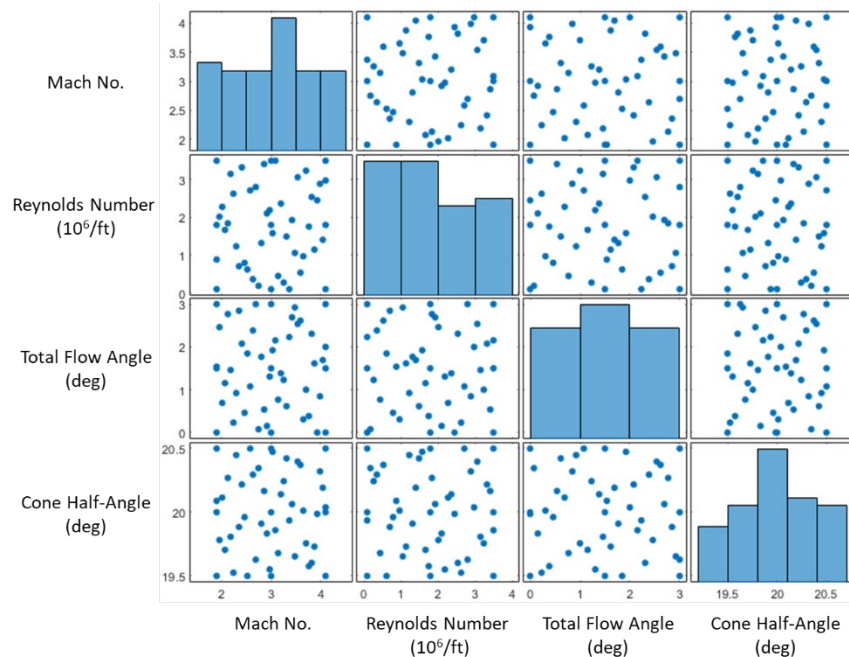 4
3.5
3
2.5
2
Mach No.
3
2
1
0
Reynolds Number
(10⁶/ft)
3
2
1
0
Total Flow Angle
(deg)
20.5
20
19.5
Cone Half-Angle
(deg)
2 3 4 0 1 2 3 4 0 1 2 3 19.5 20 20.5
Mach No. Reynolds Number Total Flow Angle Cone Half-Angle
(10⁶/ft) (deg) (deg)